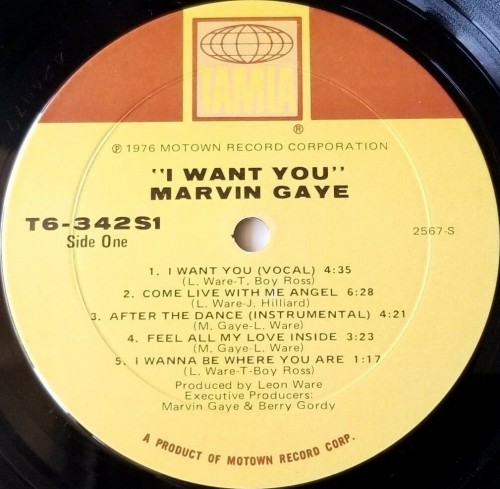 TAMLA
®
℗ 1976 MOTOWN RECORD CORPORATION
"I WANT YOU"
MARVIN GAYE
T6-342S1
Side One
2567-S
1. I WANT YOU (VOCAL) 4:35
(L. Ware-T. Boy Ross)
2. COME LIVE WITH ME ANGEL 6:28
(L. Ware-J. Hilliard)
3. AFTER THE DANCE (INSTRUMENTAL) 4:21
(M. Gaye-L. Ware)
4. FEEL ALL MY LOVE INSIDE 3:23
(M. Gaye-L. Ware)
5. I WANNA BE WHERE YOU ARE 1:17
(L. Ware-T-Boy Ross)
Produced by Leon Ware
Executive Producers:
Marvin Gaye & Berry Gordy
A PRODUCT OF MOTOWN RECORD CORP.